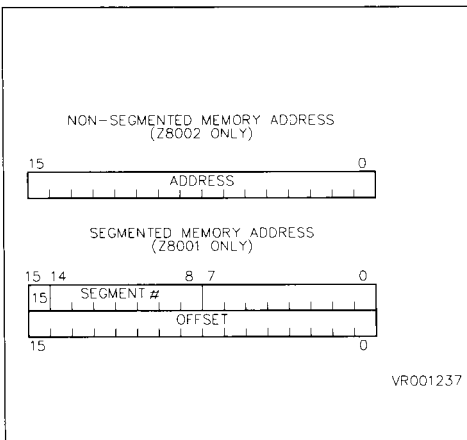 NON-SEGMENTED MEMORY ADDRESS
(Z8002 ONLY)
15 0
ADDRESS
SEGMENTED MEMORY ADDRESS
(Z8001 ONLY)
15 14 8 7 0
15 SEGMENT #
OFFSET
15 0
VR001237